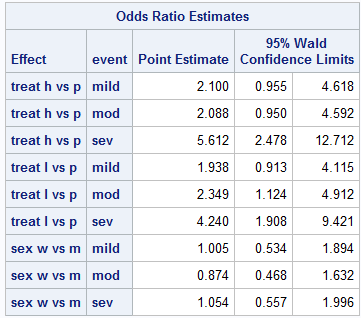 Odds Ratio Estimates
Effect event Point Estimate 95% Wald Confidence Limits
treat h vs p mild 2.100 0.955 4.618
treat h vs p mod 2.088 0.950 4.592
treat h vs p sev 5.612 2.478 12.712
treat l vs p mild 1.938 0.913 4.115
treat l vs p mod 2.349 1.124 4.912
treat l vs p sev 4.240 1.908 9.421
sex w vs m mild 1.005 0.534 1.894
sex w vs m mod 0.874 0.468 1.632
sex w vs m sev 1.054 0.557 1.996